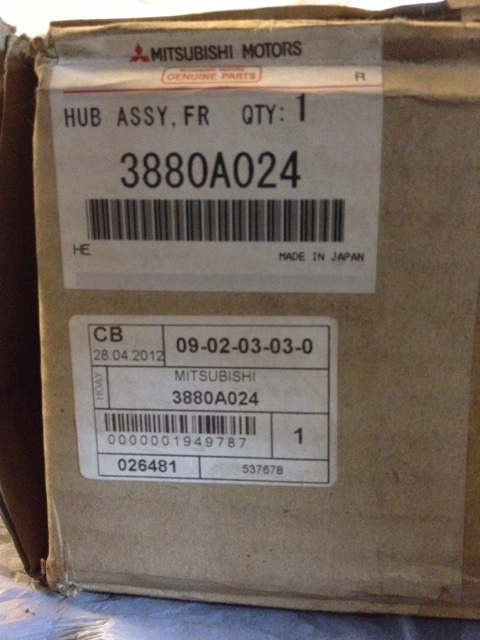 MITSUBISHI MOTORS
GENUINE PARTS
R
HUB ASSY,FR QTY: 1
3880A024
HE
MADE IN JAPAN
CB
28.04.2012
09-02-03-03-0
MITSUBISHI
3880A024
0000001949787
1
026481
537678